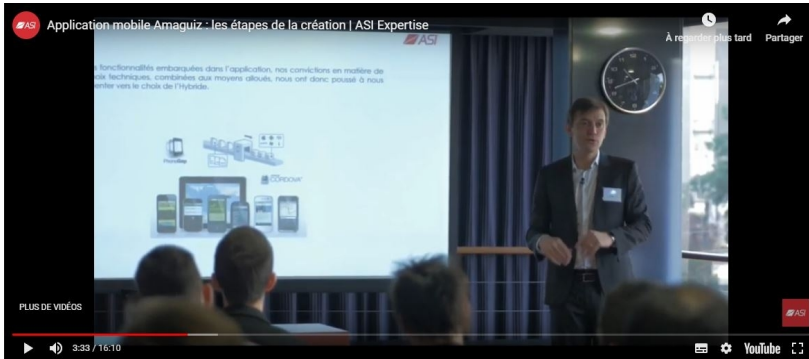 ASI
Application mobile Amaguiz : les étapes de la création | ASI Expertise
À regarder plus tard
Partager
ASI
fonctionnalités embarquées dans l'application, nos convictions en matière de
techniques, combinées aux moyens alloués, nous ont donc poussé à nous
vers le choix de l'Hybride.
PhoneGap
CORDOVA
PLUS DE VIDÉOS
ASI
3:33 / 16:10
YouTube